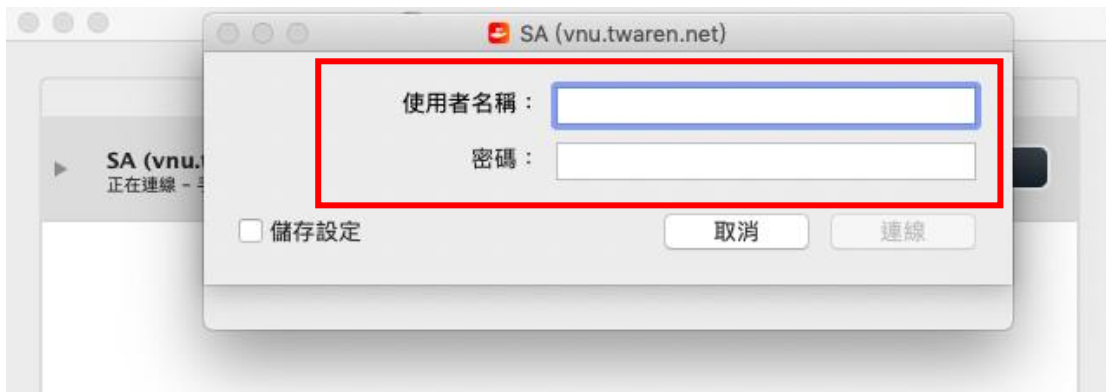 SA (vnu.twaren.net)
使用者名稱：
密碼：
SA (vnu.
正在連線 -
儲存設定
取消
連線